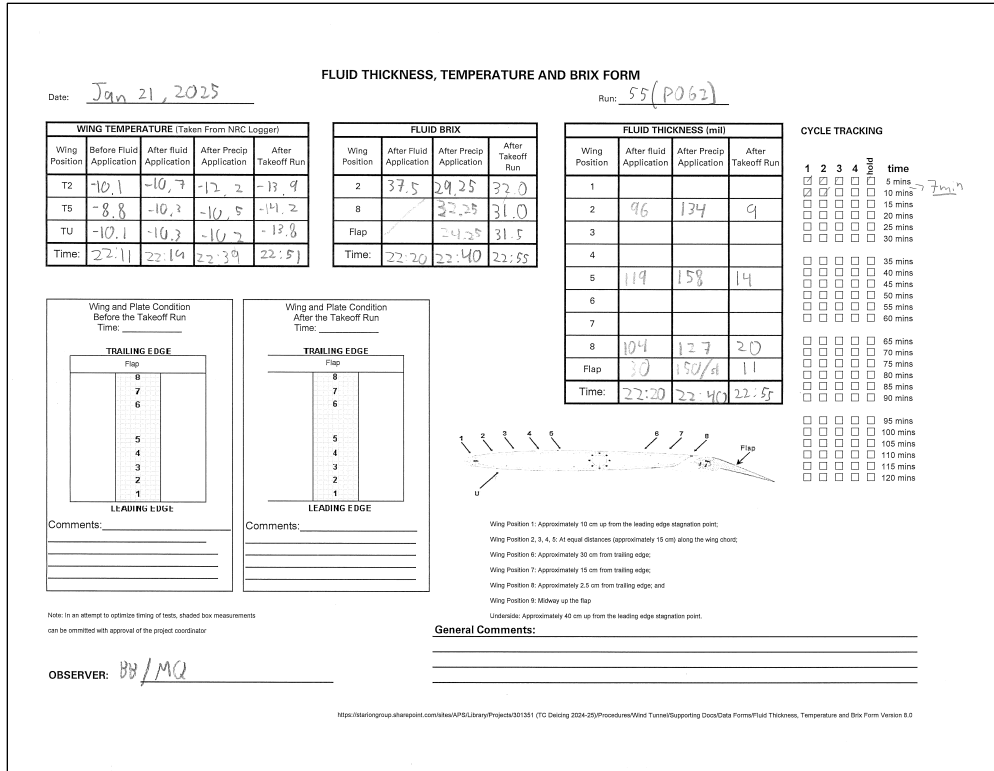 FLUID THICKNESS, TEMPERATURE AND BRIX FORM
Date: Jan 21, 2025
Run: 55 (P062)
WING TEMPERATURE (Taken From NRC Logger)
Wing Position Before Fluid Application After fluid Application After Precip Application After Takeoff Run
T2 -10.1 -10.7 -12.2 -13.9
T5 -8.8 -10.3 -10.5 -14.2
TU -10.1 -10.3 -10.2 -13.8
Time: 22:11 22:19 22:39 22:51
FLUID BRIX
Wing Position After Fluid Application After Precip Application After Takeoff Run
2 37.5 29.25 32.0
8 32.25 31.0
Flap 24.25 31.5
Time: 22:20 22:40 22:55
FLUID THICKNESS (mil)
Wing Position After fluid Application After Precip Application After Takeoff Run
1
2 96 134 9
3
4
5 119 158 14
6
7
8 104 127 20
Flap 30 150/sl 11
Time: 22:20 22:40 22:55
CYCLE TRACKING
1 2 3 4 hold time
5 mins
10 mins → 7min
15 mins
20 mins
25 mins
30 mins
35 mins
40 mins
45 mins
50 mins
55 mins
60 mins
65 mins
70 mins
75 mins
80 mins
85 mins
90 mins
95 mins
100 mins
105 mins
110 mins
115 mins
120 mins
Wing and Plate Condition
Before the Takeoff Run
Time:
TRAILING EDGE
Flap
8
7
6
5
4
3
2
1
LEADING EDGE
Comments:
Wing and Plate Condition
After the Takeoff Run
Time:
TRAILING EDGE
Flap
8
7
6
5
4
3
2
1
LEADING EDGE
Comments:
1 2 3 4 5 6 7 8 Flap
U
Wing Position 1: Approximately 10 cm up from the leading edge stagnation point;
Wing Position 2, 3, 4, 5: At equal distances (approximately 15 cm) along the wing chord;
Wing Position 6: Approximately 30 cm from trailing edge;
Wing Position 7: Approximately 15 cm from trailing edge;
Wing Position 8: Approximately 2.5 cm from trailing edge; and
Wing Position 9: Midway up the flap
Underside: Approximately 40 cm up from the leading edge stagnation point.
Note: In an attempt to optimize timing of tests, shaded box measurements
can be ommitted with approval of the project coordinator
General Comments:
OBSERVER: BB/MQ
https://stariongroup.sharepoint.com/sites/APS/Library/Projects/301351 (TC Deicing 2024-25)/Procedures/Wind Tunnel/Supporting Docs/Data Forms/Fluid Thickness, Temperature and Brix Form Version 8.0